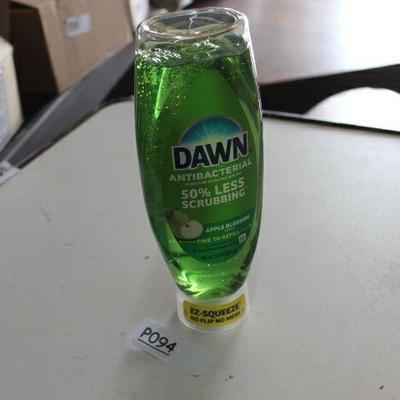 DAWN
ANTIBACTERIAL
50% LESS
SCRUBBING
APPLE BLOSSOM
TIME TO REFILL
EZ-SQUEEZE
NO FLIP NO MESS
P094